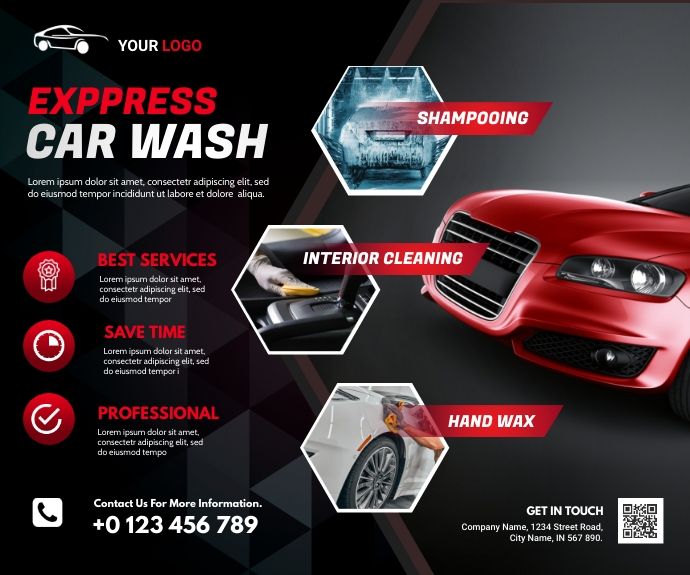 YOUR LOGO
EXPPRESS
CAR WASH
Lorem ipsum dolor sit amet, consectetr adipiscing elit, sed
do eiusmod tempor incididunt ut labore et dolore aliqua.
SHAMPOOING
INTERIOR CLEANING
HAND WAX
BEST SERVICES
Lorem ipsum dolor sit amet,
consectetr adipiscing elit, sed
do eiusmod tempor
SAVE TIME
Lorem ipsum dolor sit amet,
consectetr adipiscing elit, sed
do eiusmod tempor i
PROFESSIONAL
Lorem ipsum dolor sit amet,
consectetr adipiscing elit, sed
do eiusmod tempo
Contact Us For More Information.
+0 123 456 789
GET IN TOUCH
Company Name, 1234 Street Road,
City Name, IN 567 890.